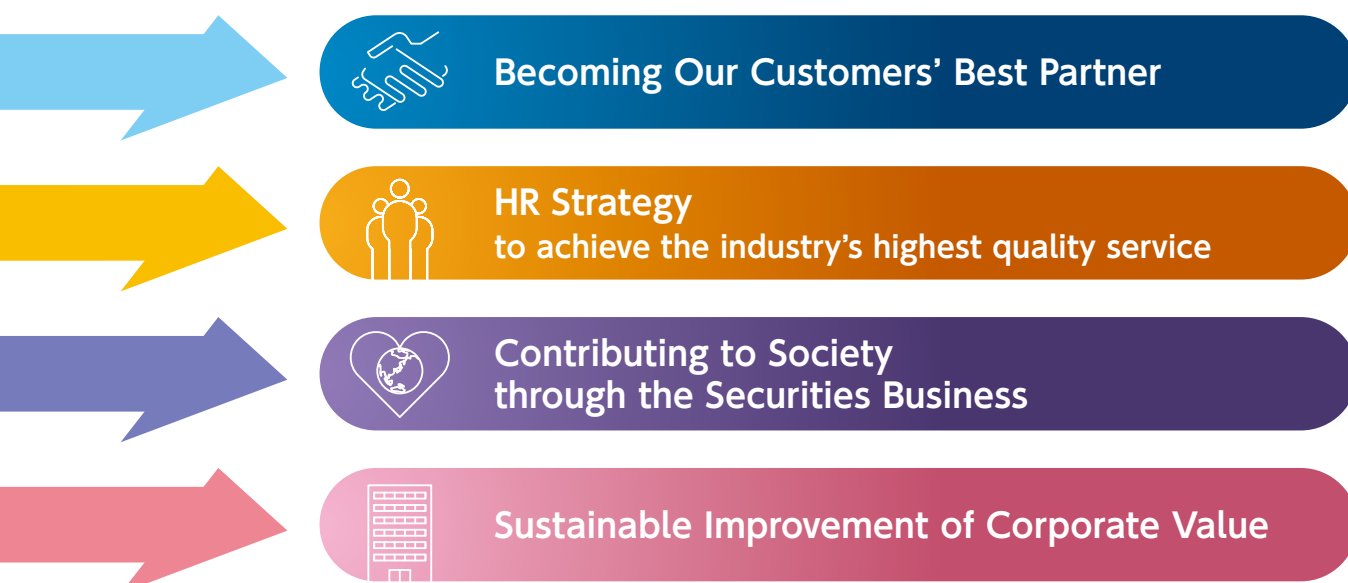 Becoming Our Customers’ Best Partner
HR Strategy
to achieve the industry’s highest quality service
Contributing to Society
through the Securities Business
Sustainable Improvement of Corporate Value